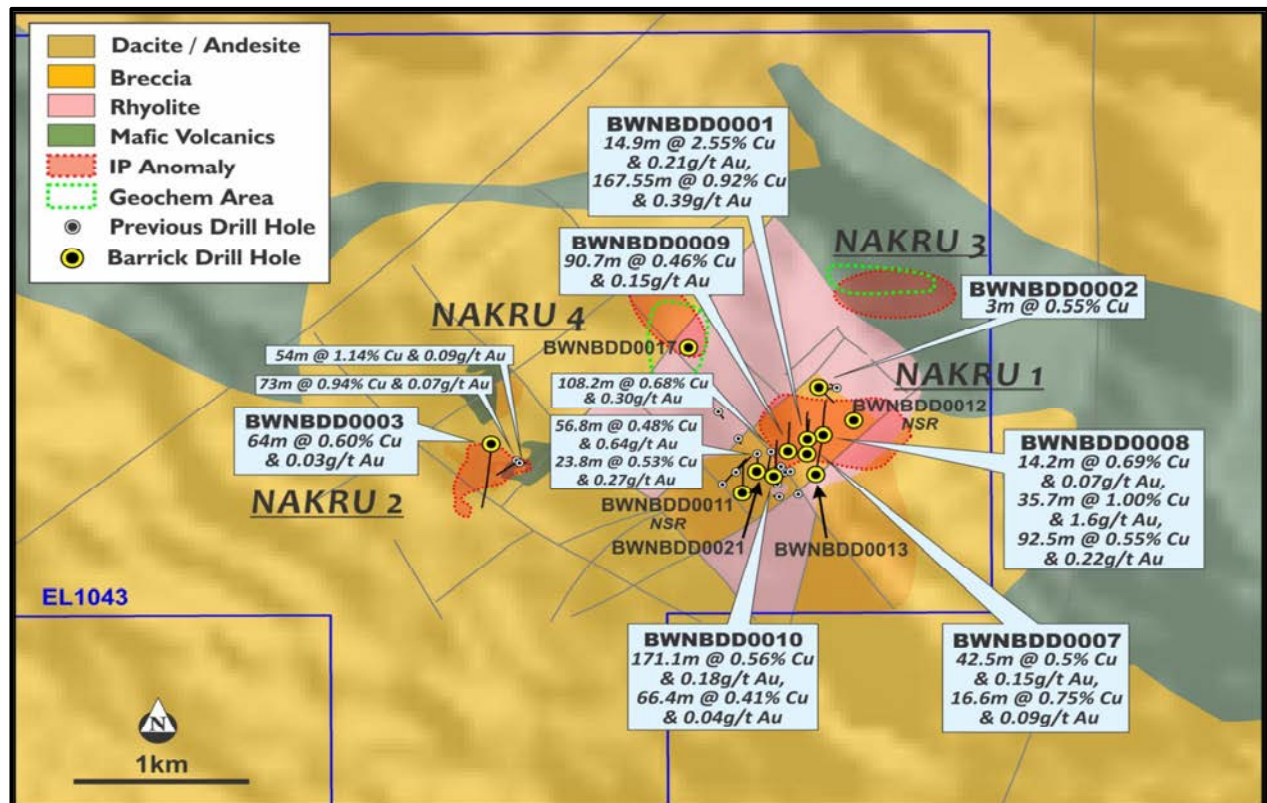 Dacite / Andesite
Breccia
Rhyolite
Mafic Volcanics
IP Anomaly
Geochem Area
Previous Drill Hole
Barrick Drill Hole
BWNBDD0001
14.9m @ 2.55% Cu
& 0.21g/t Au,
167.55m @ 0.92% Cu
& 0.39g/t Au
BWNBDD0009
90.7m @ 0.46% Cu
& 0.15g/t Au
NAKRU 3
BWNBDD0002
3m @ 0.55% Cu
NAKRU 4
BWNBDD0017
54m @ 1.14% Cu & 0.09g/t Au
73m @ 0.94% Cu & 0.07g/t Au
BWNBDD0003
64m @ 0.60% Cu
& 0.03g/t Au
NAKRU 2
108.2m @ 0.68% Cu
& 0.30g/t Au
56.8m @ 0.48% Cu
& 0.64g/t Au
23.8m @ 0.53% Cu
& 0.27g/t Au
NAKRU 1
BWNBDD0012
NSR
BWNBDD0008
14.2m @ 0.69% Cu
& 0.07g/t Au,
35.7m @ 1.00% Cu
& 1.6g/t Au,
92.5m @ 0.55% Cu
& 0.22g/t Au
BWNBDD0011
NSR
BWNBDD0021
BWNBDD0013
EL1043
BWNBDD0010
171.1m @ 0.56% Cu
& 0.18g/t Au,
66.4m @ 0.41% Cu
& 0.04g/t Au
BWNBDD0007
42.5m @ 0.5% Cu
& 0.15g/t Au,
16.6m @ 0.75% Cu
& 0.09g/t Au
N
1km